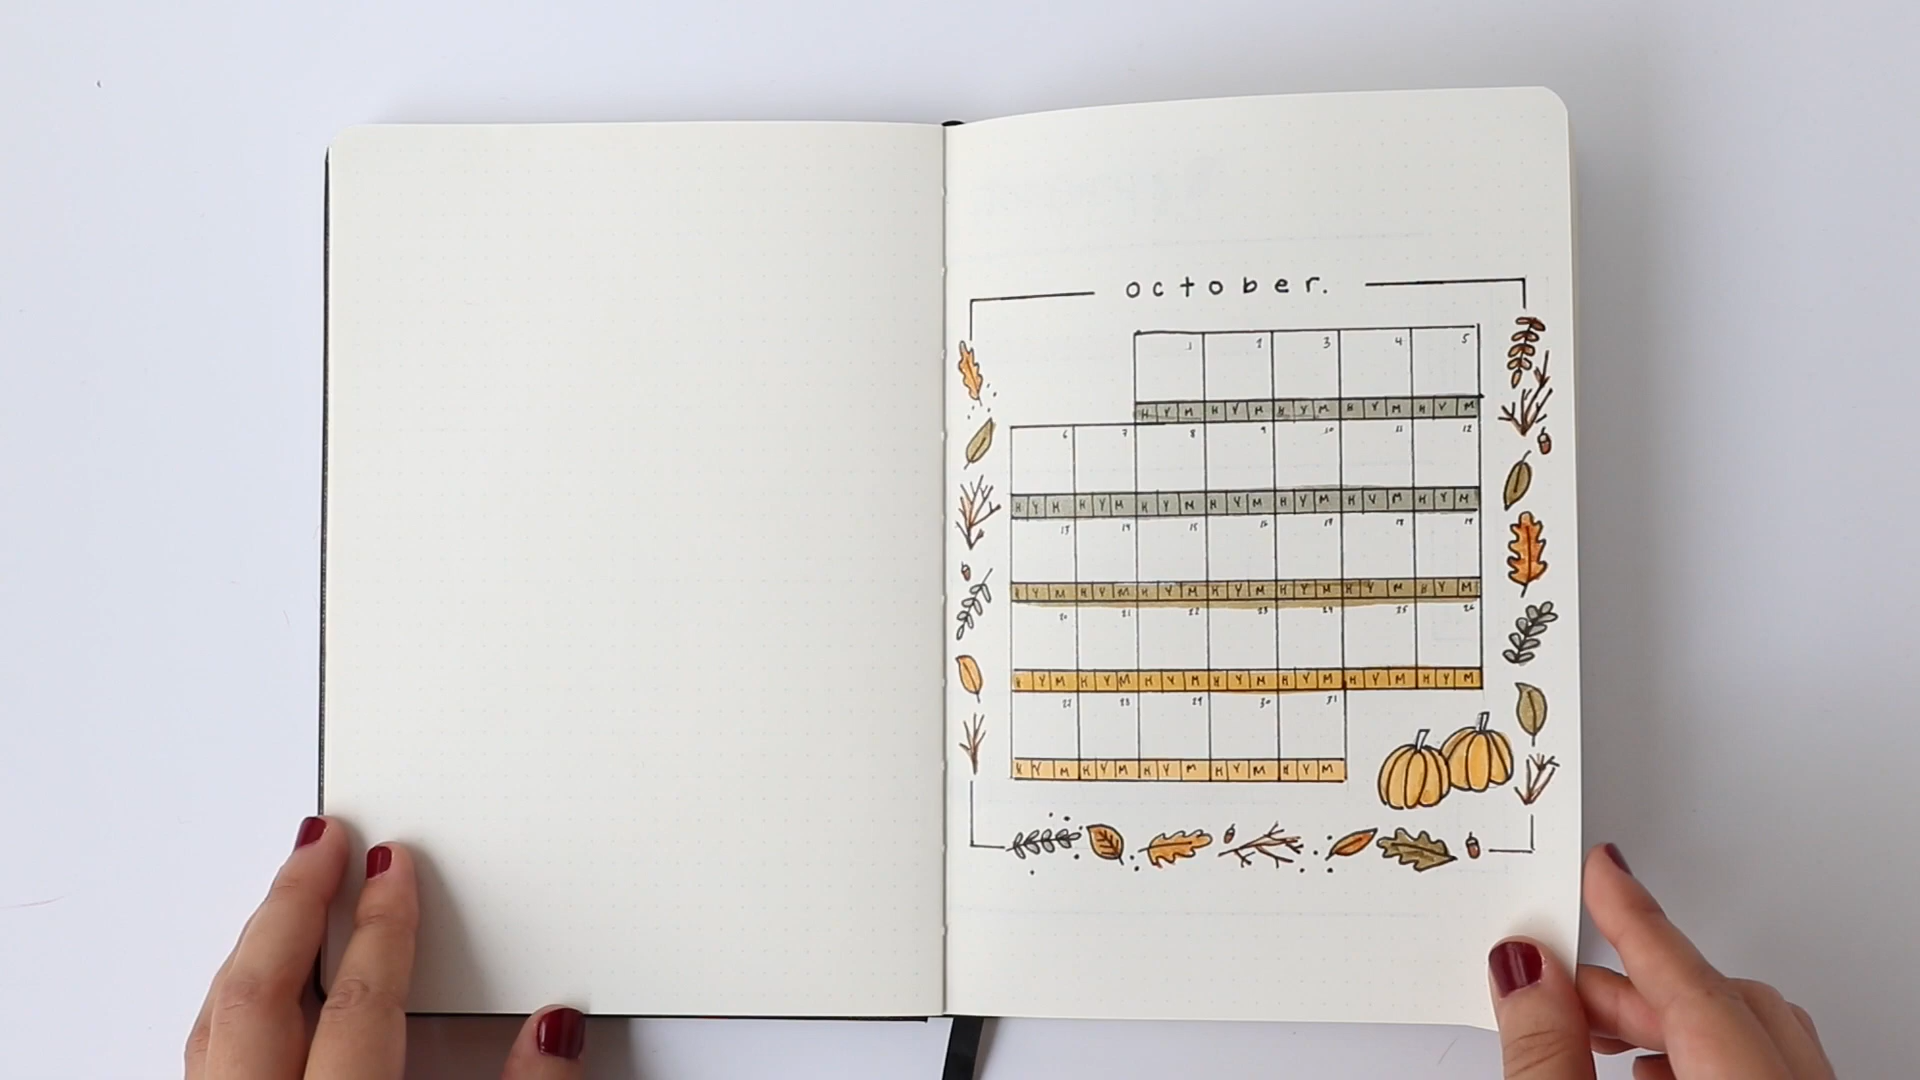 october.
1 2 3 4 5
H Y M H Y M H Y M H Y M H Y M
6 7 8 9 10 11 12
H Y M H Y M H Y M H Y M H Y M H Y M H Y M
13 14 15 16 17 18 19
H Y M H Y M H Y M H Y M H Y M H Y M H Y M
20 21 22 23 24 25 26
H Y M H Y M H Y M H Y M H Y M H Y M H Y M
27 28 29 30 31
H Y M H Y M H Y M H Y M H Y M